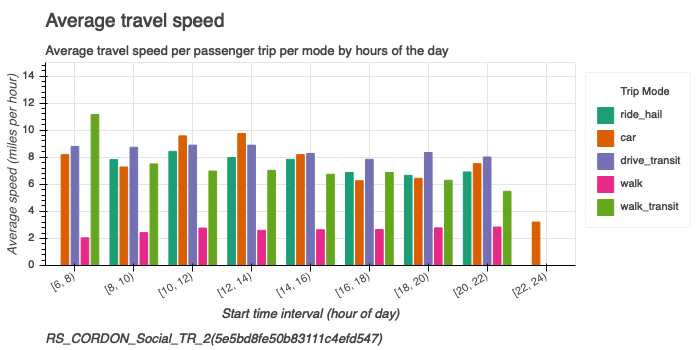 Average travel speed
Average travel speed per passenger trip per mode by hours of the day
Average speed (miles per hour)
14
12
10
8
6
4
2
0
[6, 8)
[8, 10)
[10, 12)
[12, 14)
[14, 16)
[16, 18)
[18, 20)
[20, 22)
[22, 24)
Start time interval (hour of day)
Trip Mode
ride_hail
car
drive_transit
walk
walk_transit
RS_CORDON_Social_TR_2(5e5bd8fe50b83111c4efd547)